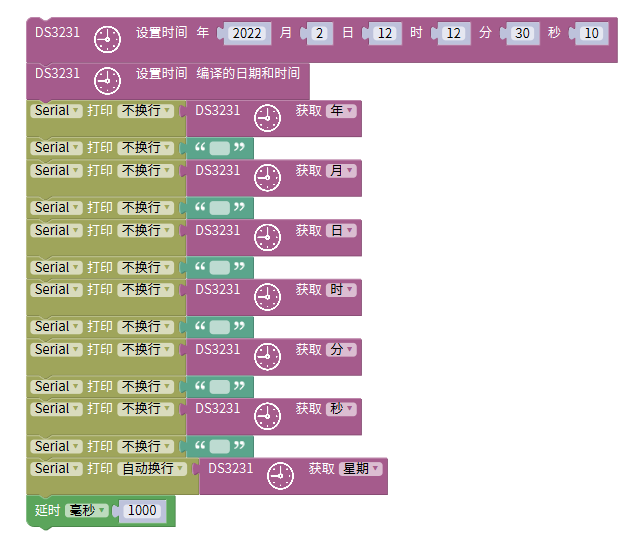 DS3231 设置时间 年 2022 月 2 日 12 时 12 分 30 秒 10
DS3231 设置时间 编译的日期和时间
Serial 打印 不换行 DS3231 获取 年
Serial 打印 不换行 “ ”
Serial 打印 不换行 DS3231 获取 月
Serial 打印 不换行 “ ”
Serial 打印 不换行 DS3231 获取 日
Serial 打印 不换行 “ ”
Serial 打印 不换行 DS3231 获取 时
Serial 打印 不换行 “ ”
Serial 打印 不换行 DS3231 获取 分
Serial 打印 不换行 “ ”
Serial 打印 不换行 DS3231 获取 秒
Serial 打印 不换行 “ ”
Serial 打印 自动换行 DS3231 获取 星期
延时 毫秒 1000